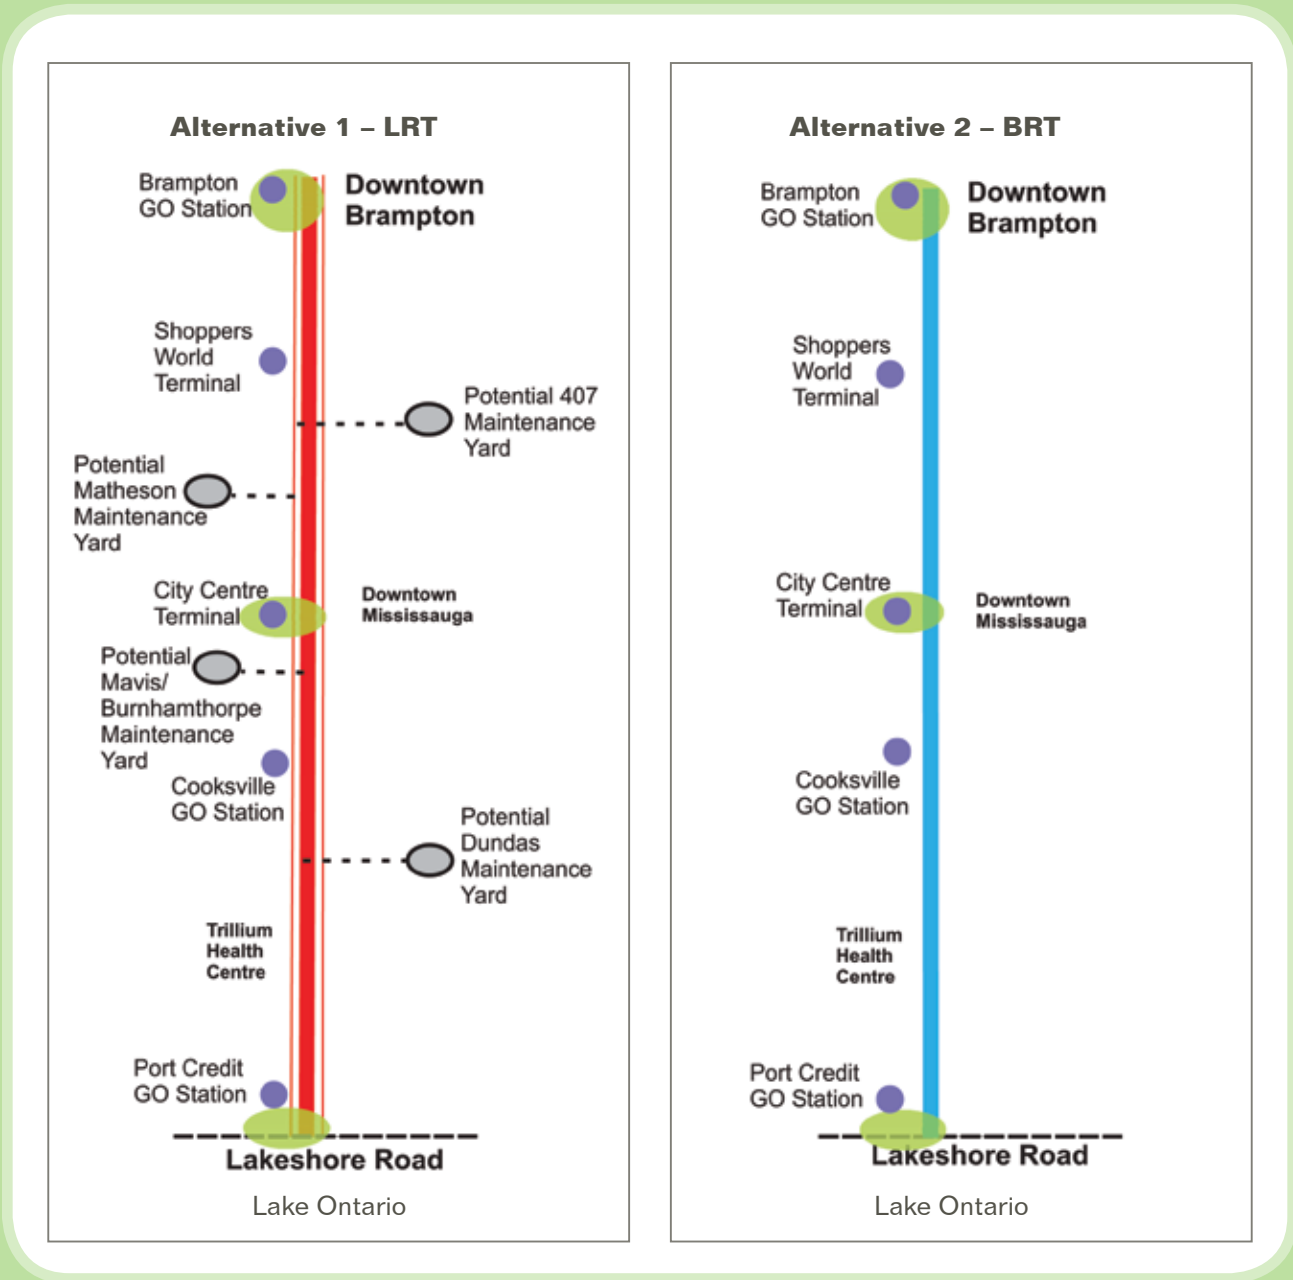 Alternative 1 – LRT
Brampton
GO Station
Downtown
Brampton
Shoppers
World
Terminal
Potential 407
Maintenance
Yard
Potential
Matheson
Maintenance
Yard
City Centre
Terminal
Downtown
Mississauga
Potential
Mavis/
Burnhamthorpe
Maintenance
Yard
Cooksville
GO Station
Potential
Dundas
Maintenance
Yard
Trillium
Health
Centre
Port Credit
GO Station
Lakeshore Road
Lake Ontario
Alternative 2 – BRT
Brampton
GO Station
Downtown
Brampton
Shoppers
World
Terminal
City Centre
Terminal
Downtown
Mississauga
Cooksville
GO Station
Trillium
Health
Centre
Port Credit
GO Station
Lakeshore Road
Lake Ontario